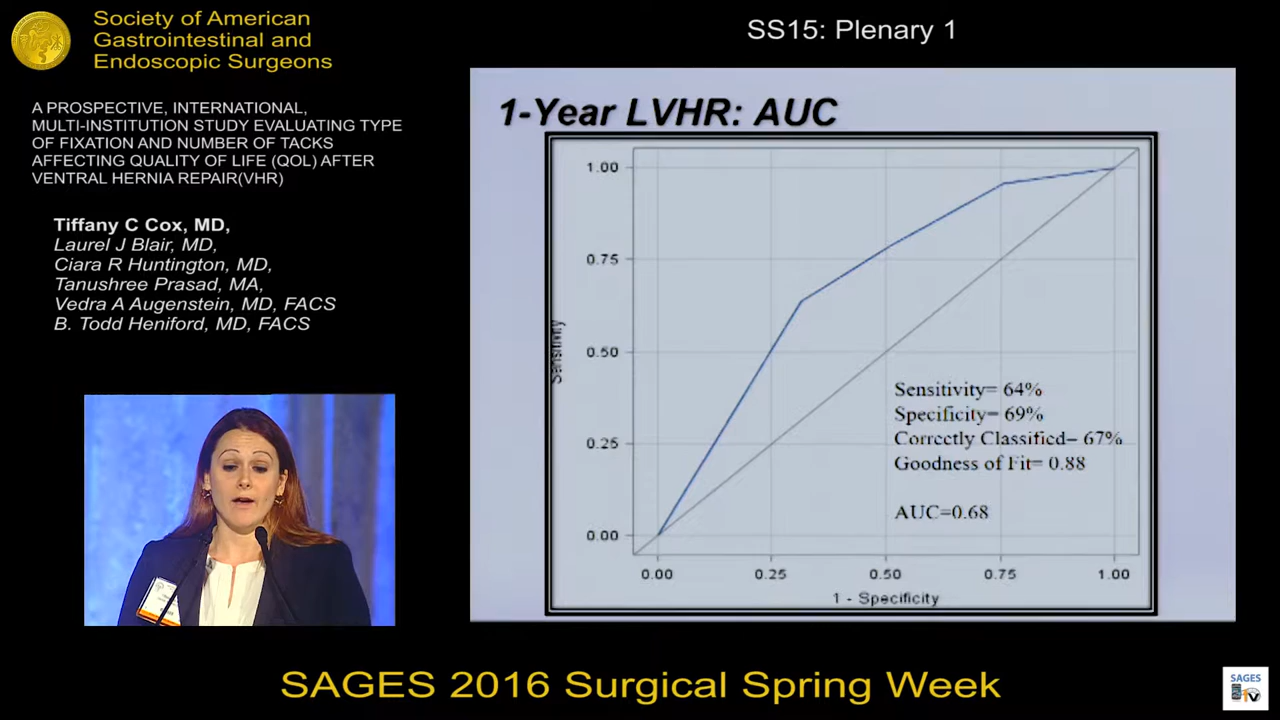 Society of American
Gastrointestinal and
Endoscopic Surgeons
A PROSPECTIVE, INTERNATIONAL,
MULTI-INSTITUTION STUDY EVALUATING TYPE
OF FIXATION AND NUMBER OF TACKS
AFFECTING QUALITY OF LIFE (QOL) AFTER
VENTRAL HERNIA REPAIR(VHR)
Tiffany C Cox, MD,
Laurel J Blair, MD,
Ciara R Huntington, MD,
Tanushree Prasad, MA,
Vedra A Augenstein, MD, FACS
B. Todd Heniford, MD, FACS
SS15: Plenary 1
1-Year LVHR: AUC
1.00
0.75
0.50
0.25
0.00
Sensitivity
Sensitivity= 64%
Specificity= 69%
Correctly Classified= 67%
Goodness of Fit= 0.88
AUC=0.68
0.00 0.25 0.50 0.75 1.00
1 - Specificity
SAGES 2016 Surgical Spring Week
SAGES
TV